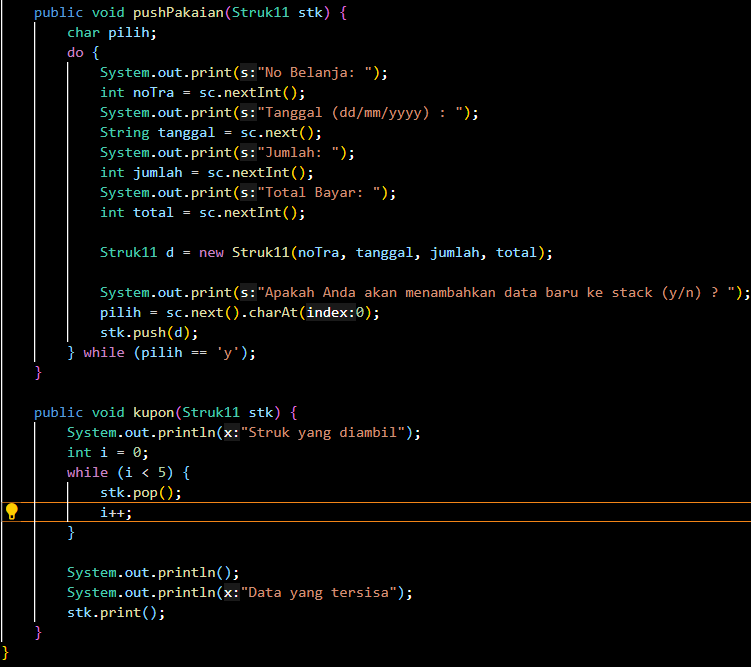 public void pushPakaian(Struk11 stk) {
char pilih;
do {
System.out.print(s:"No Belanja: ");
int noTra = sc.nextInt();
System.out.print(s:"Tanggal (dd/mm/yyyy) : ");
String tanggal = sc.next();
System.out.print(s:"Jumlah: ");
int jumlah = sc.nextInt();
System.out.print(s:"Total Bayar: ");
int total = sc.nextInt();
Struk11 d = new Struk11(noTra, tanggal, jumlah, total);
System.out.print(s:"Apakah Anda akan menambahkan data baru ke stack (y/n) ? ");
pilih = sc.next().charAt(index:0);
stk.push(d);
} while (pilih == 'y');
}
public void kupon(Struk11 stk) {
System.out.println(x:"Struk yang diambil");
int i = 0;
while (i < 5) {
stk.pop();
i++;
}
System.out.println();
System.out.println(x:"Data yang tersisa");
stk.print();
}
}